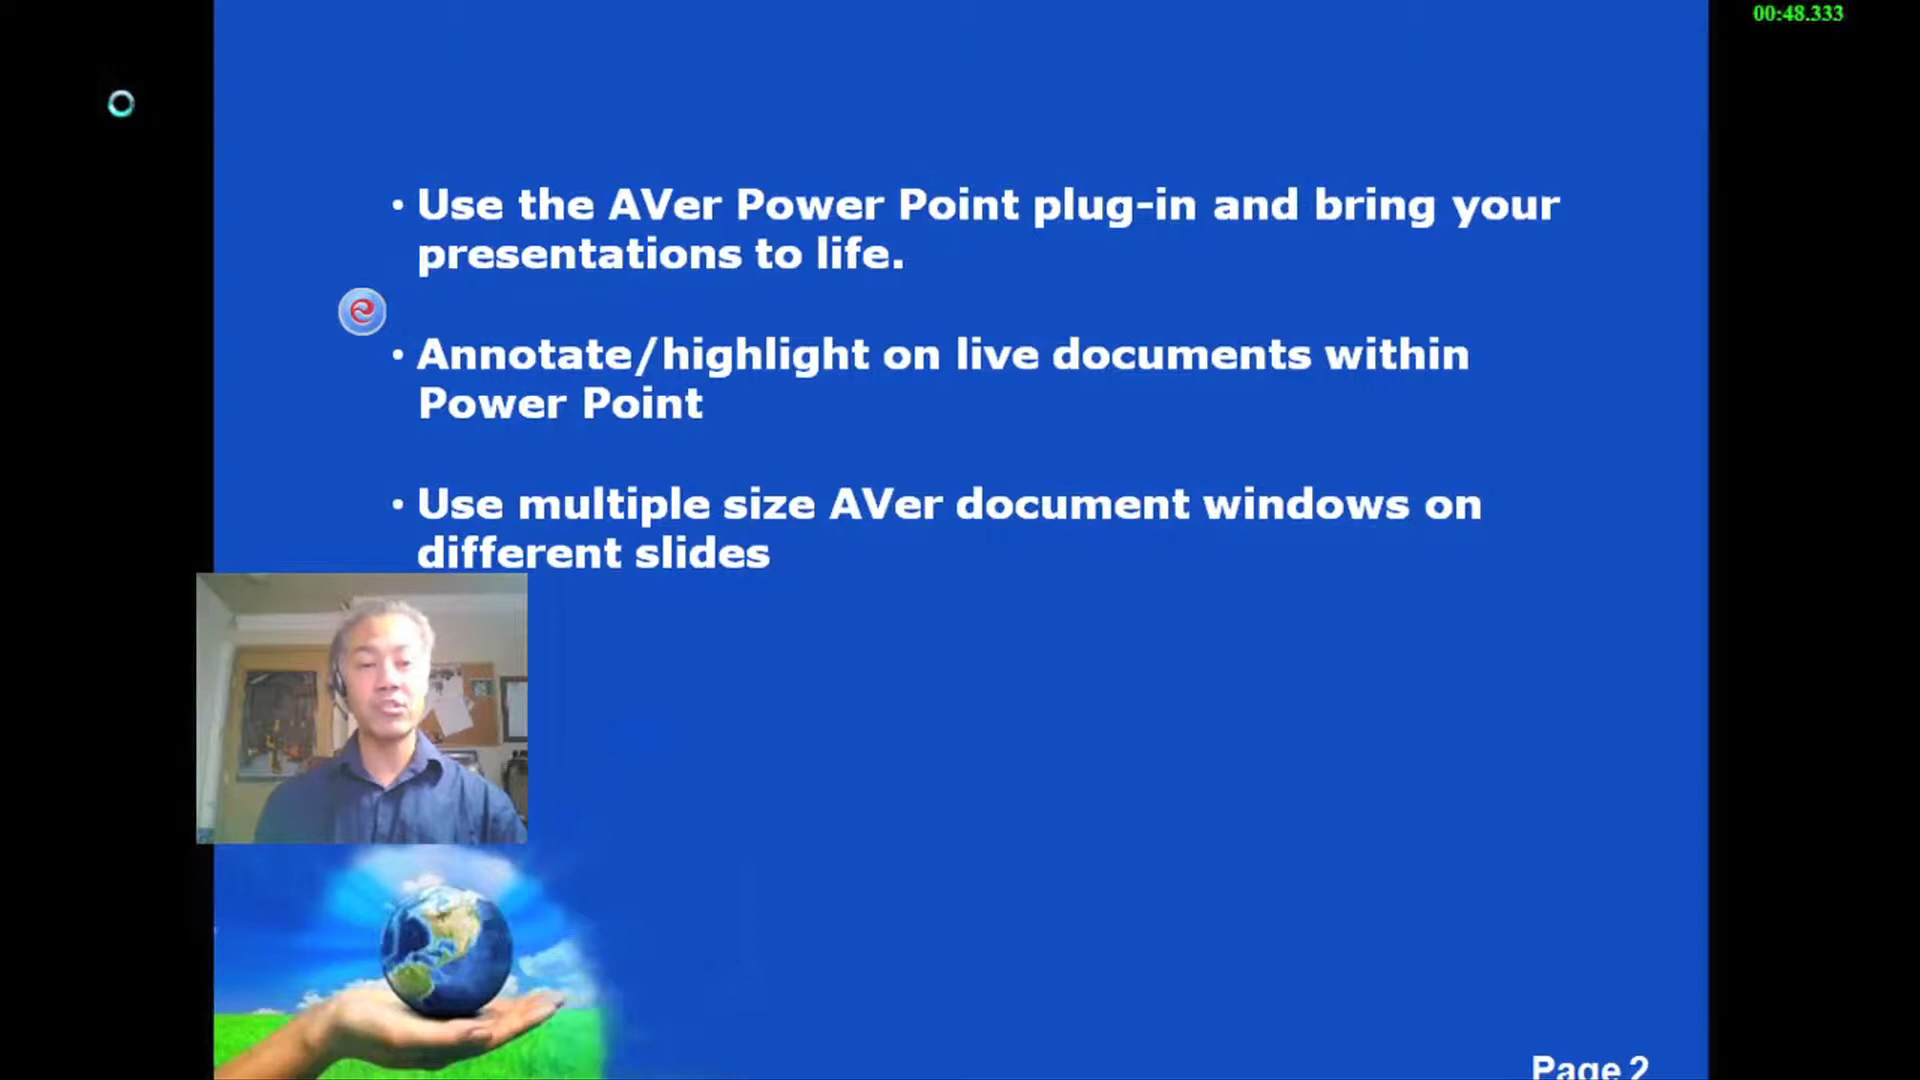 00:48.333
• Use the AVer Power Point plug-in and bring your
presentations to life.
• Annotate/highlight on live documents within
Power Point
• Use multiple size AVer document windows on
different slides
Page 2